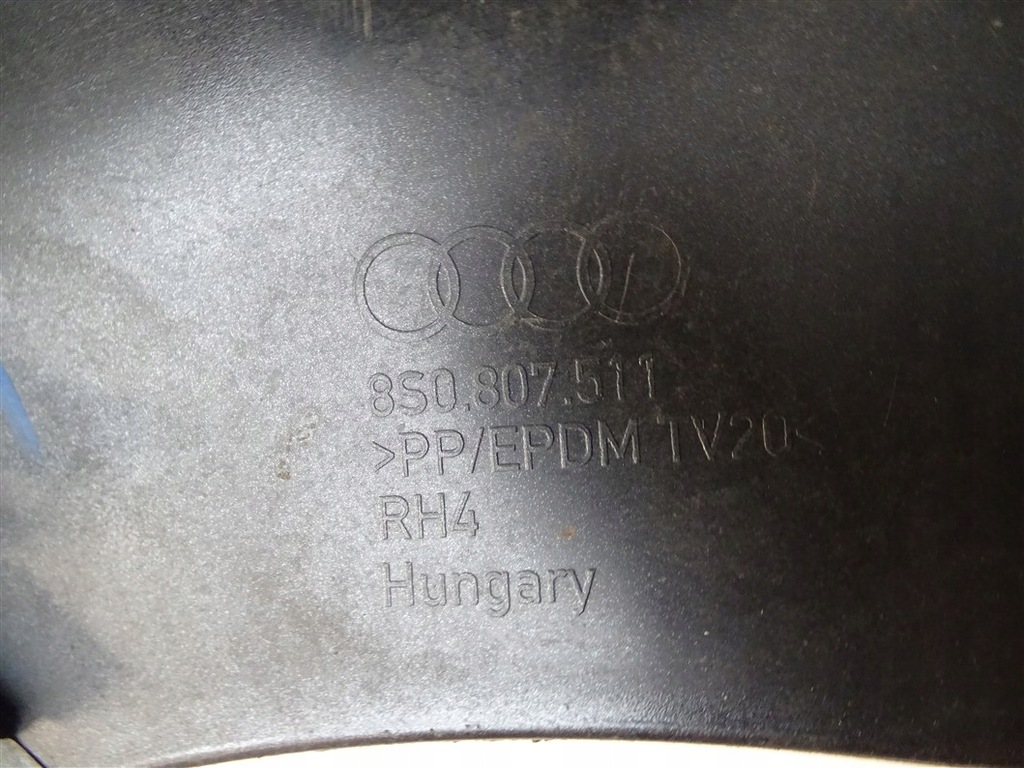 8S0.807.511
>PP/EPDM TV20<
RH4
Hungary